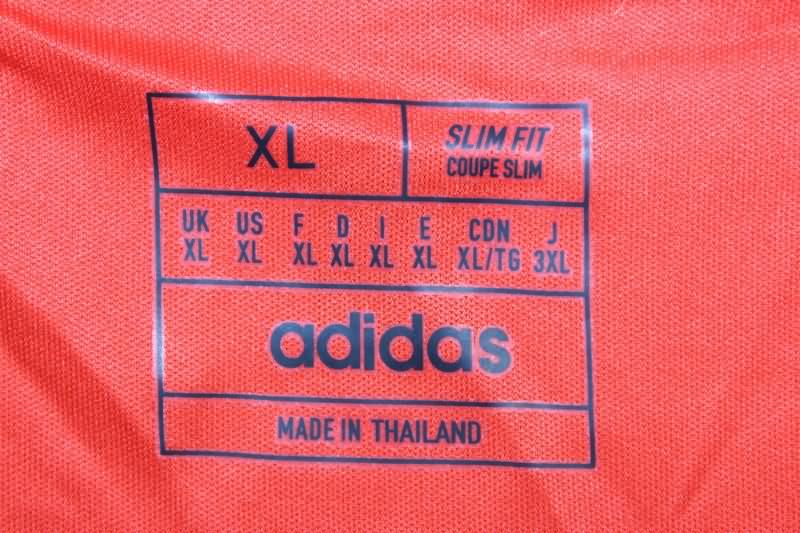 XL
SLIM FIT
COUPE SLIM
UK US F D I E CDN J
XL XL XL XL XL XL XL/TG 3XL
adidas
MADE IN THAILAND